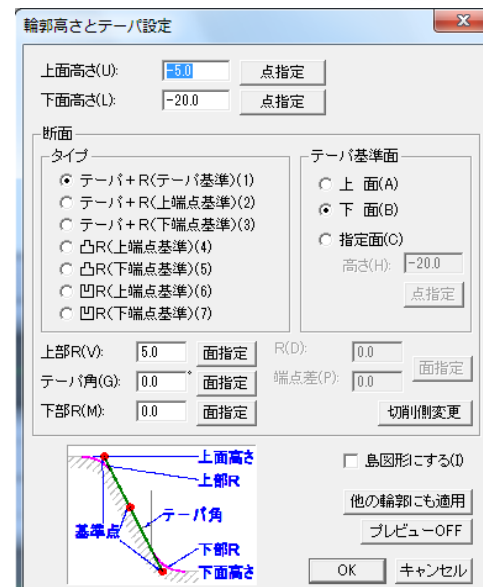 輪郭高さとテーパ設定
上面高さ(U): -5.0 点指定
下面高さ(L): -20.0 点指定
断面
タイプ
テーパ+R(テーパ基準)(1)
テーパ+R(上端点基準)(2)
テーパ+R(下端点基準)(3)
凸R(上端点基準)(4)
凸R(下端点基準)(5)
凹R(上端点基準)(6)
凹R(下端点基準)(7)
テーパ基準面
上 面(A)
下 面(B)
指定面(C)
高さ(H): -20.0
点指定
上部R(V): 5.0 面指定
テーパ角(G): 0.0 ° 面指定
下部R(M): 0.0 面指定
R(D): 0.0
端点差(P): 0.0
面指定
切削側変更
上面高さ
上部R
テーパ角
基準点
下部R
下面高さ
島図形にする(I)
他の輪郭にも適用
プレビューOFF
OK キャンセル